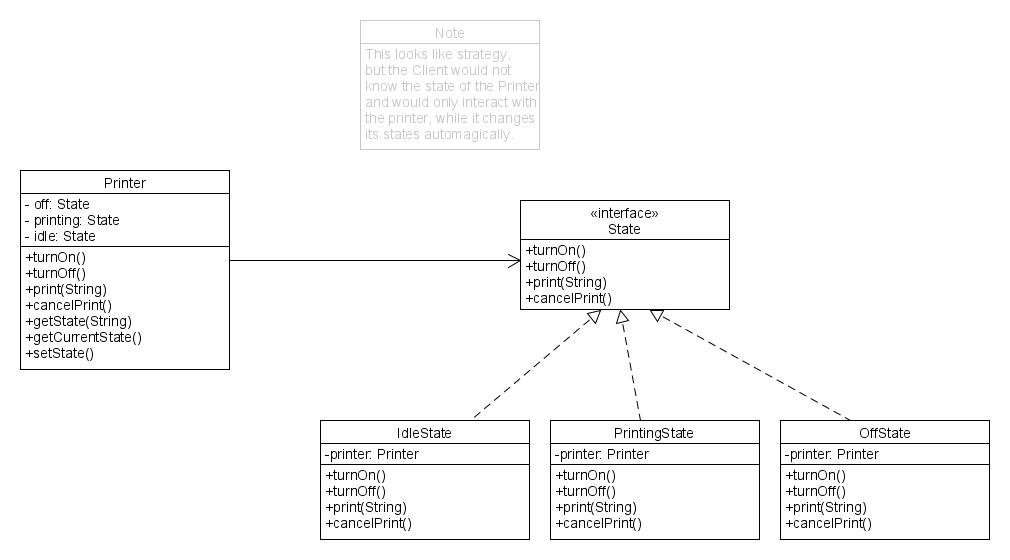 Note
This looks like strategy,
but the Client would not
know the state of the Printer
and would only interact with
the printer, while it changes
its states automagically.
Printer
- off: State
- printing: State
- idle: State
+turnOn()
+turnOff()
+print(String)
+cancelPrint()
+getState(String)
+getCurrentState()
+setState()
«interface»
State
+turnOn()
+turnOff()
+print(String)
+cancelPrint()
IdleState
-printer: Printer
+turnOn()
+turnOff()
+print(String)
+cancelPrint()
PrintingState
-printer: Printer
+turnOn()
+turnOff()
+print(String)
+cancelPrint()
OffState
-printer: Printer
+turnOn()
+turnOff()
+print(String)
+cancelPrint()